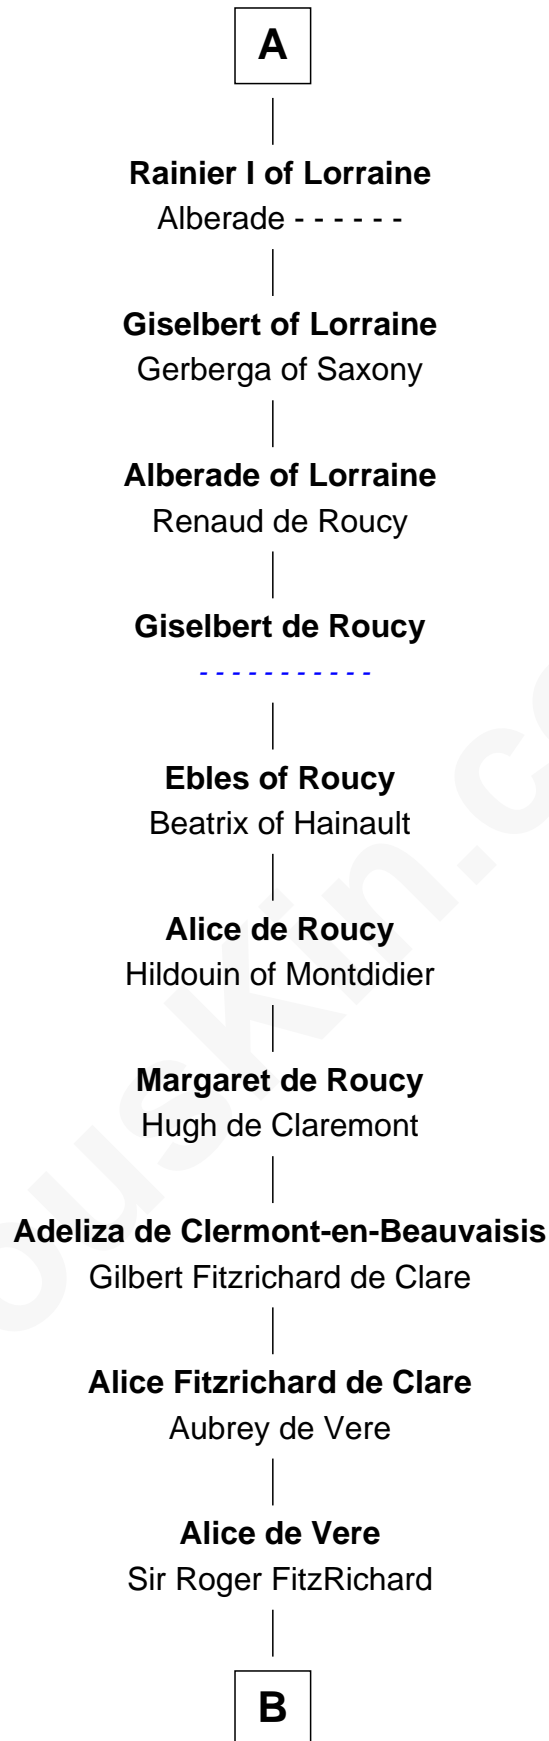 A
Rainier I of Lorraine
Alberade - - - - - -
Giselbert of Lorraine
Gerberga of Saxony
Alberade of Lorraine
Renaud de Roucy
Giselbert de Roucy
- - - - - - - - - - -
Ebles of Roucy
Beatrix of Hainault
Alice de Roucy
Hildouin of Montdidier
Margaret de Roucy
Hugh de Claremont
Adeliza de Clermont-en-Beauvaisis
Gilbert Fitzrichard de Clare
Alice Fitzrichard de Clare
Aubrey de Vere
Alice de Vere
Sir Roger FitzRichard
B